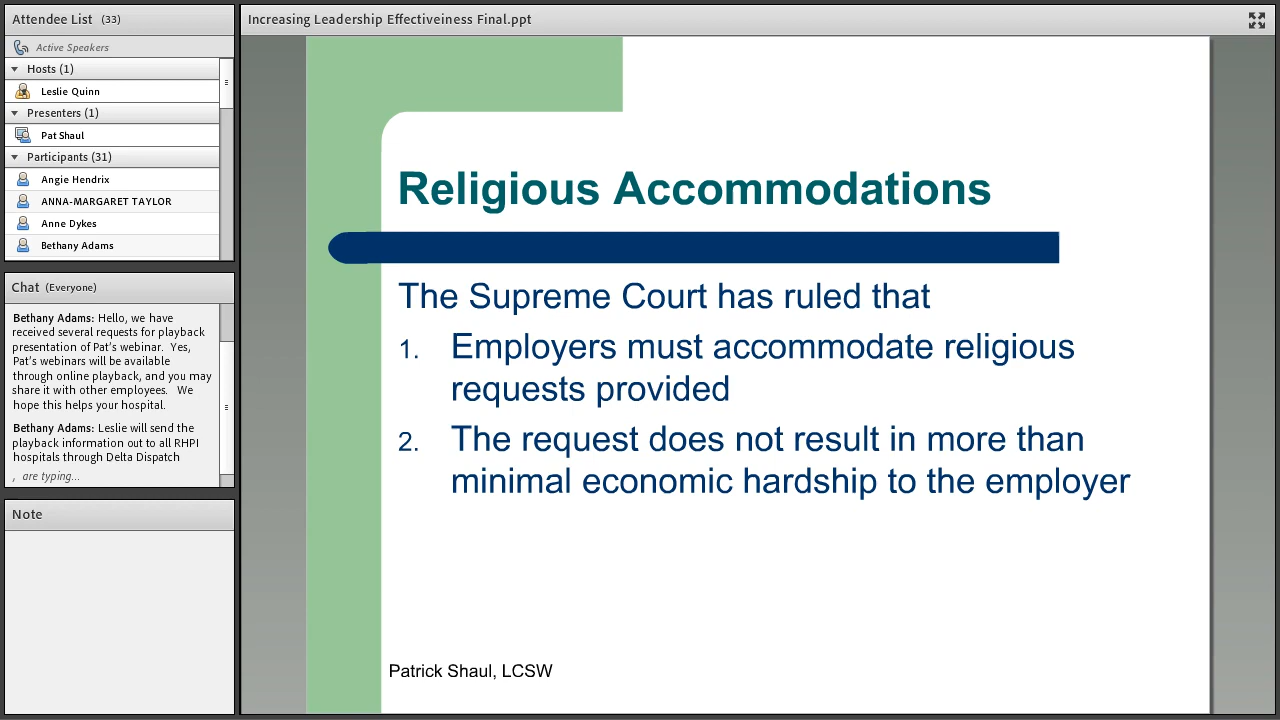 Attendee List (33)
Active Speakers
Hosts (1)
Leslie Quinn
Presenters (1)
Pat Shaul
Participants (31)
Angie Hendrix
ANNA-MARGARET TAYLOR
Anne Dykes
Bethany Adams
Chat (Everyone)
Bethany Adams: Hello, we have
received several requests for playback
presentation of Pat's webinar. Yes,
Pat's webinars will be available
through online playback, and you may
share it with other employees. We
hope this helps your hospital.
Bethany Adams: Leslie will send the
playback information out to all RHPI
hospitals through Delta Dispatch
, are typing...
Note
Increasing Leadership Effectiveiness Final.ppt
Religious Accommodations
The Supreme Court has ruled that
1. Employers must accommodate religious
requests provided
2. The request does not result in more than
minimal economic hardship to the employer
Patrick Shaul, LCSW